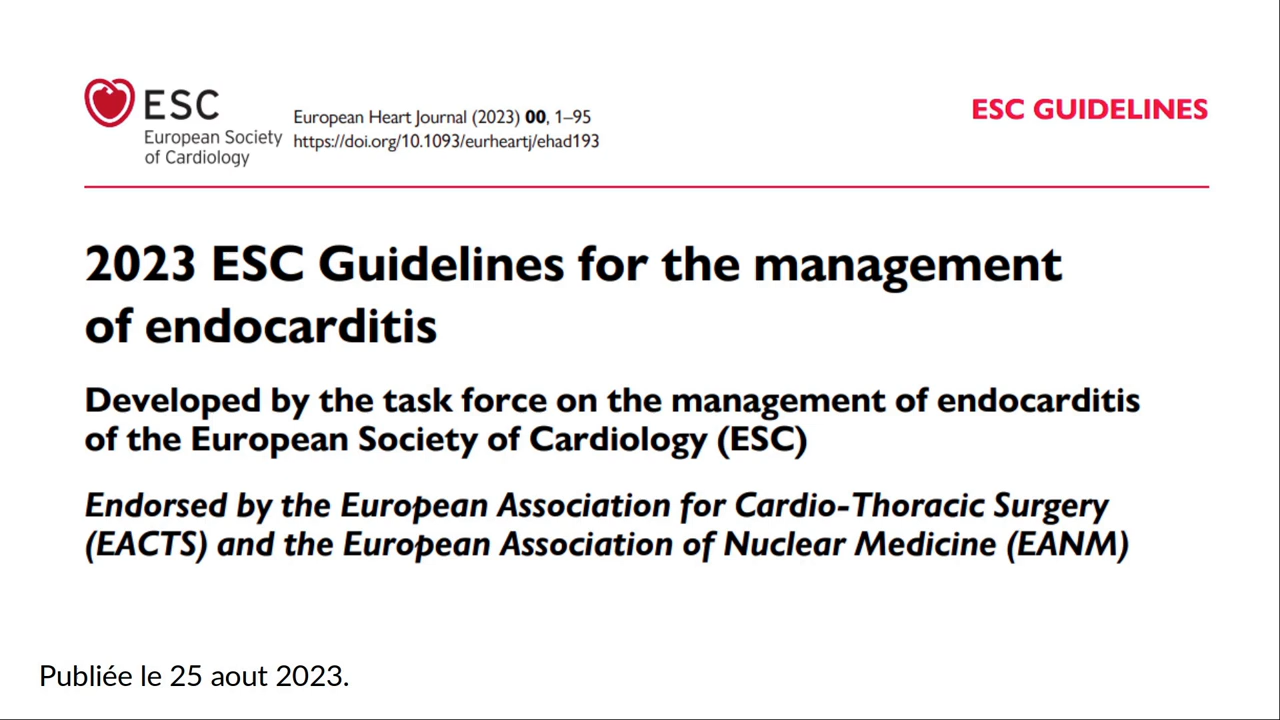 ESC
European Society
of Cardiology
European Heart Journal (2023) 00, 1–95
https://doi.org/10.1093/eurheartj/ehad193
ESC GUIDELINES
2023 ESC Guidelines for the management
of endocarditis
Developed by the task force on the management of endocarditis
of the European Society of Cardiology (ESC)
Endorsed by the European Association for Cardio-Thoracic Surgery
(EACTS) and the European Association of Nuclear Medicine (EANM)
Publiée le 25 aout 2023.